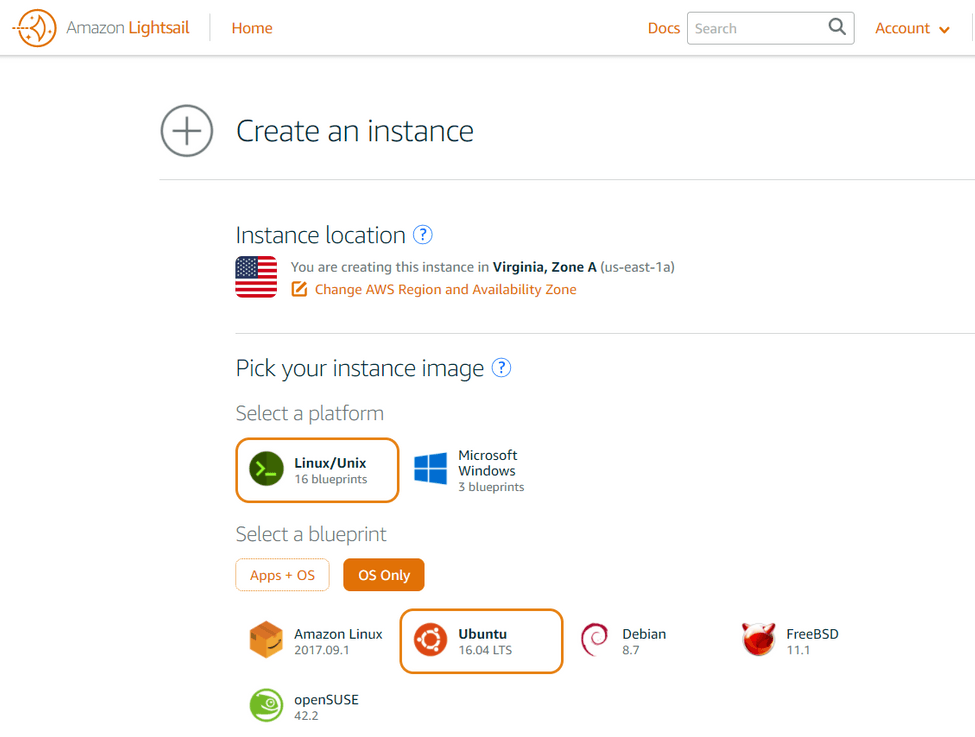 Amazon Lightsail
Home
Docs
Search
Account
Create an instance
Instance location ?
You are creating this instance in Virginia, Zone A (us-east-1a)
Change AWS Region and Availability Zone
Pick your instance image ?
Select a platform
Linux/Unix
16 blueprints
Microsoft
Windows
3 blueprints
Select a blueprint
Apps + OS
OS Only
Amazon Linux
2017.09.1
Ubuntu
16.04 LTS
Debian
8.7
FreeBSD
11.1
openSUSE
42.2